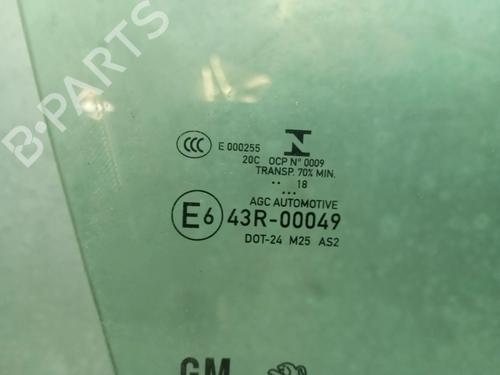 B-PARTS
CCC E 000255 N
20C OCP Nº 0009
TRANSP. 70% MIN.
.. 18
...
AGC AUTOMOTIVE
E6 43R-00049
DOT-24 M25 AS2
GM